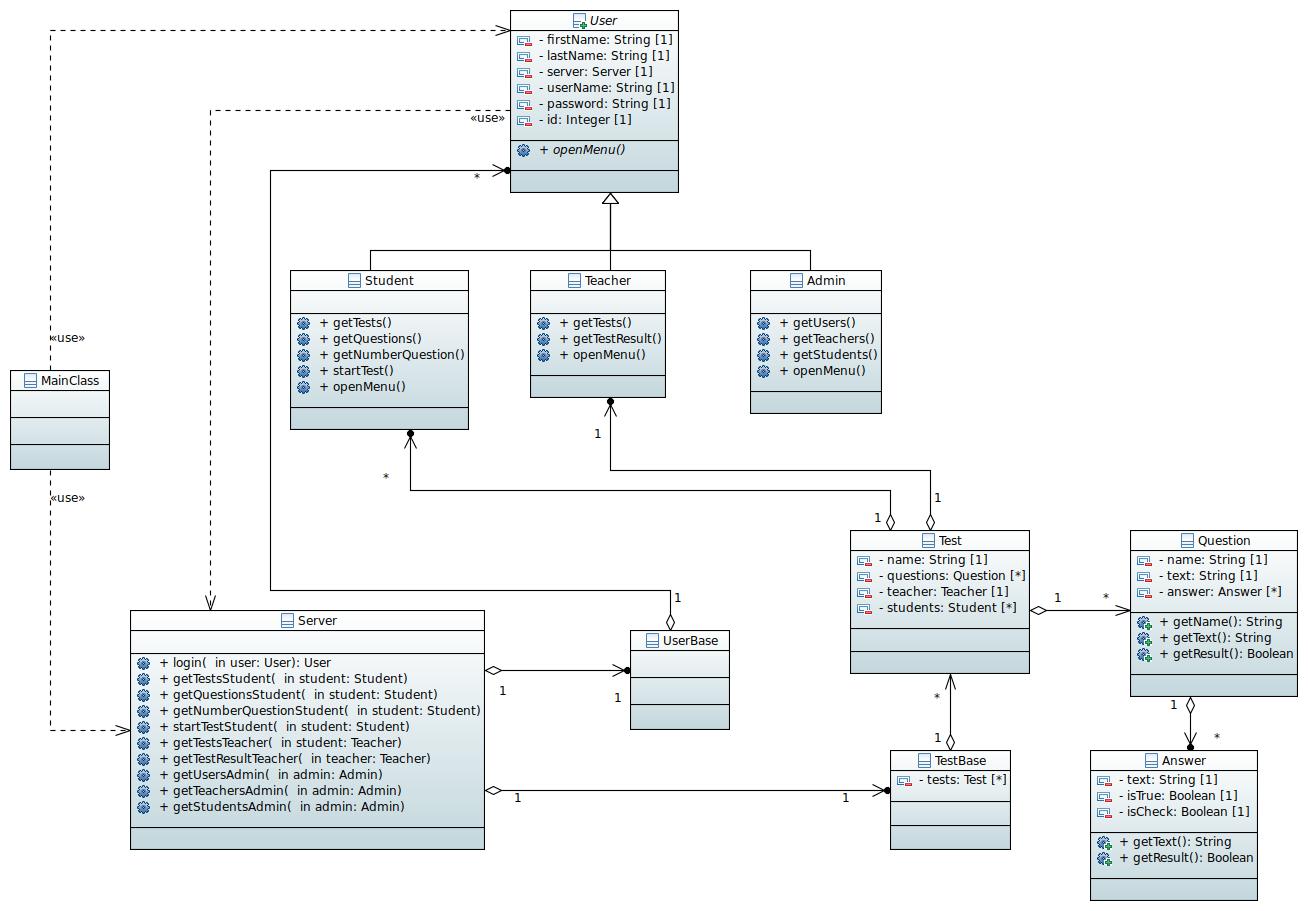 User
- firstName: String [1]
- lastName: String [1]
- server: Server [1]
- userName: String [1]
- password: String [1]
- id: Integer [1]
+ openMenu()
«use»
*
Student
+ getTests()
+ getQuestions()
+ getNumberQuestion()
+ startTest()
+ openMenu()
Teacher
+ getTests()
+ getTestResult()
+ openMenu()
Admin
+ getUsers()
+ getTeachers()
+ getStudents()
+ openMenu()
«use»
MainClass
«use»
1
*
1
1
Test
- name: String [1]
- questions: Question [*]
- teacher: Teacher [1]
- students: Student [*]
Question
- name: String [1]
- text: String [1]
- answer: Answer [*]
+ getName(): String
+ getText(): String
+ getResult(): Boolean
1
*
Server
+ login(  in user: User): User
+ getTestsStudent(  in student: Student)
+ getQuestionsStudent(  in student: Student)
+ getNumberQuestionStudent(  in student: Student)
+ startTestStudent(  in student: Student)
+ getTestsTeacher(  in student: Teacher)
+ getTestResultTeacher(  in teacher: Teacher)
+ getUsersAdmin(  in admin: Admin)
+ getTeachersAdmin(  in admin: Admin)
+ getStudentsAdmin(  in admin: Admin)
1
UserBase
1
1
*
1
1
*
TestBase
- tests: Test [*]
1
1
Answer
- text: String [1]
- isTrue: Boolean [1]
- isCheck: Boolean [1]
+ getText(): String
+ getResult(): Boolean